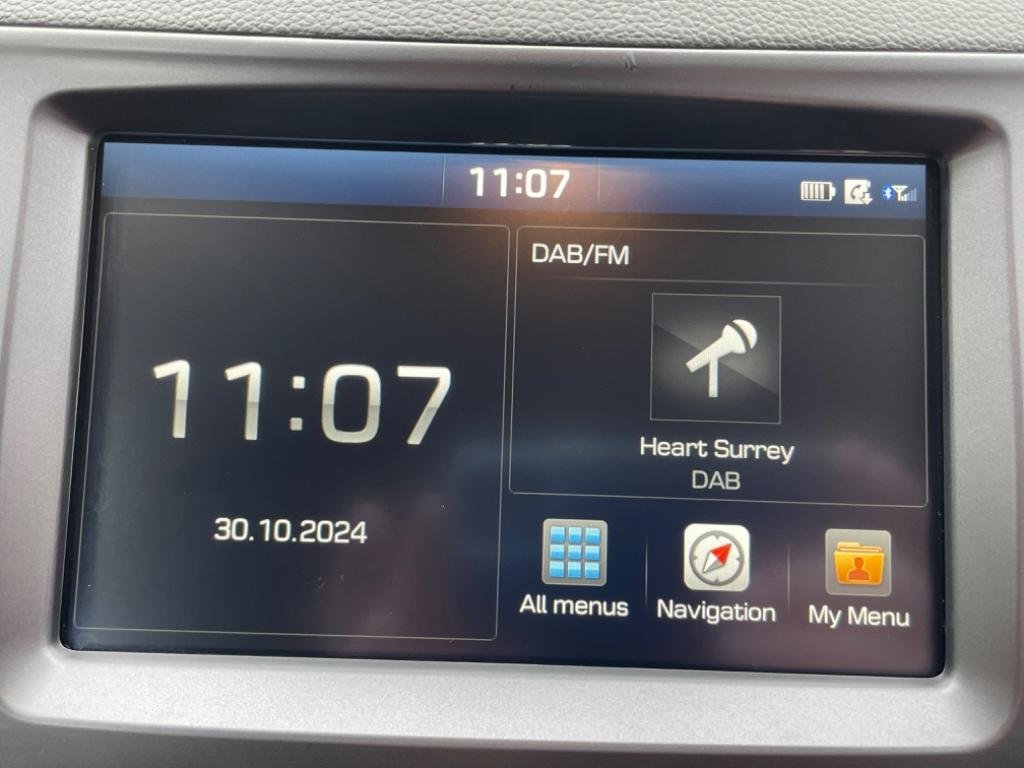 11:07
11:07
30.10.2024
DAB/FM
Heart Surrey
DAB
All menus
Navigation
My Menu